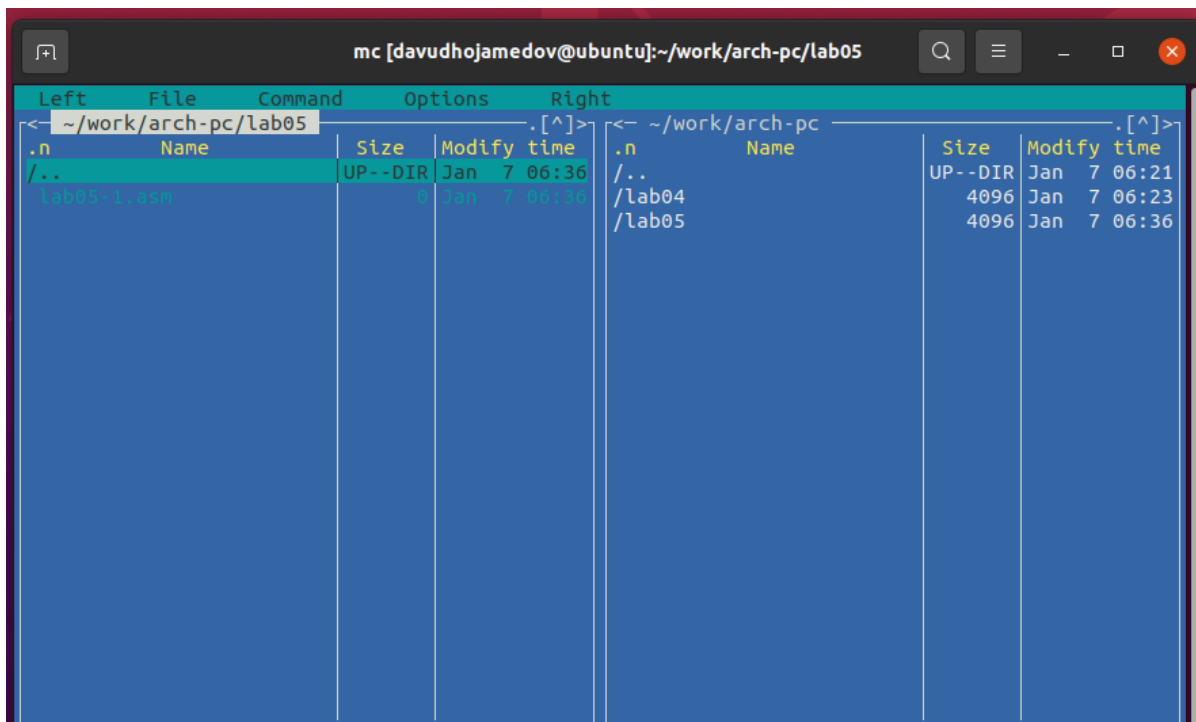 mc [davudhojamedov@ubuntu]:~/work/arch-pc/lab05
Left File Command Options Right
<─ ~/work/arch-pc/lab05 .[^]>
.n Name Size Modify time
/.. UP--DIR Jan 7 06:36
lab05-1.asm 0 Jan 7 06:36
<─ ~/work/arch-pc .[^]>
.n Name Size Modify time
/.. UP--DIR Jan 7 06:21
/lab04 4096 Jan 7 06:23
/lab05 4096 Jan 7 06:36